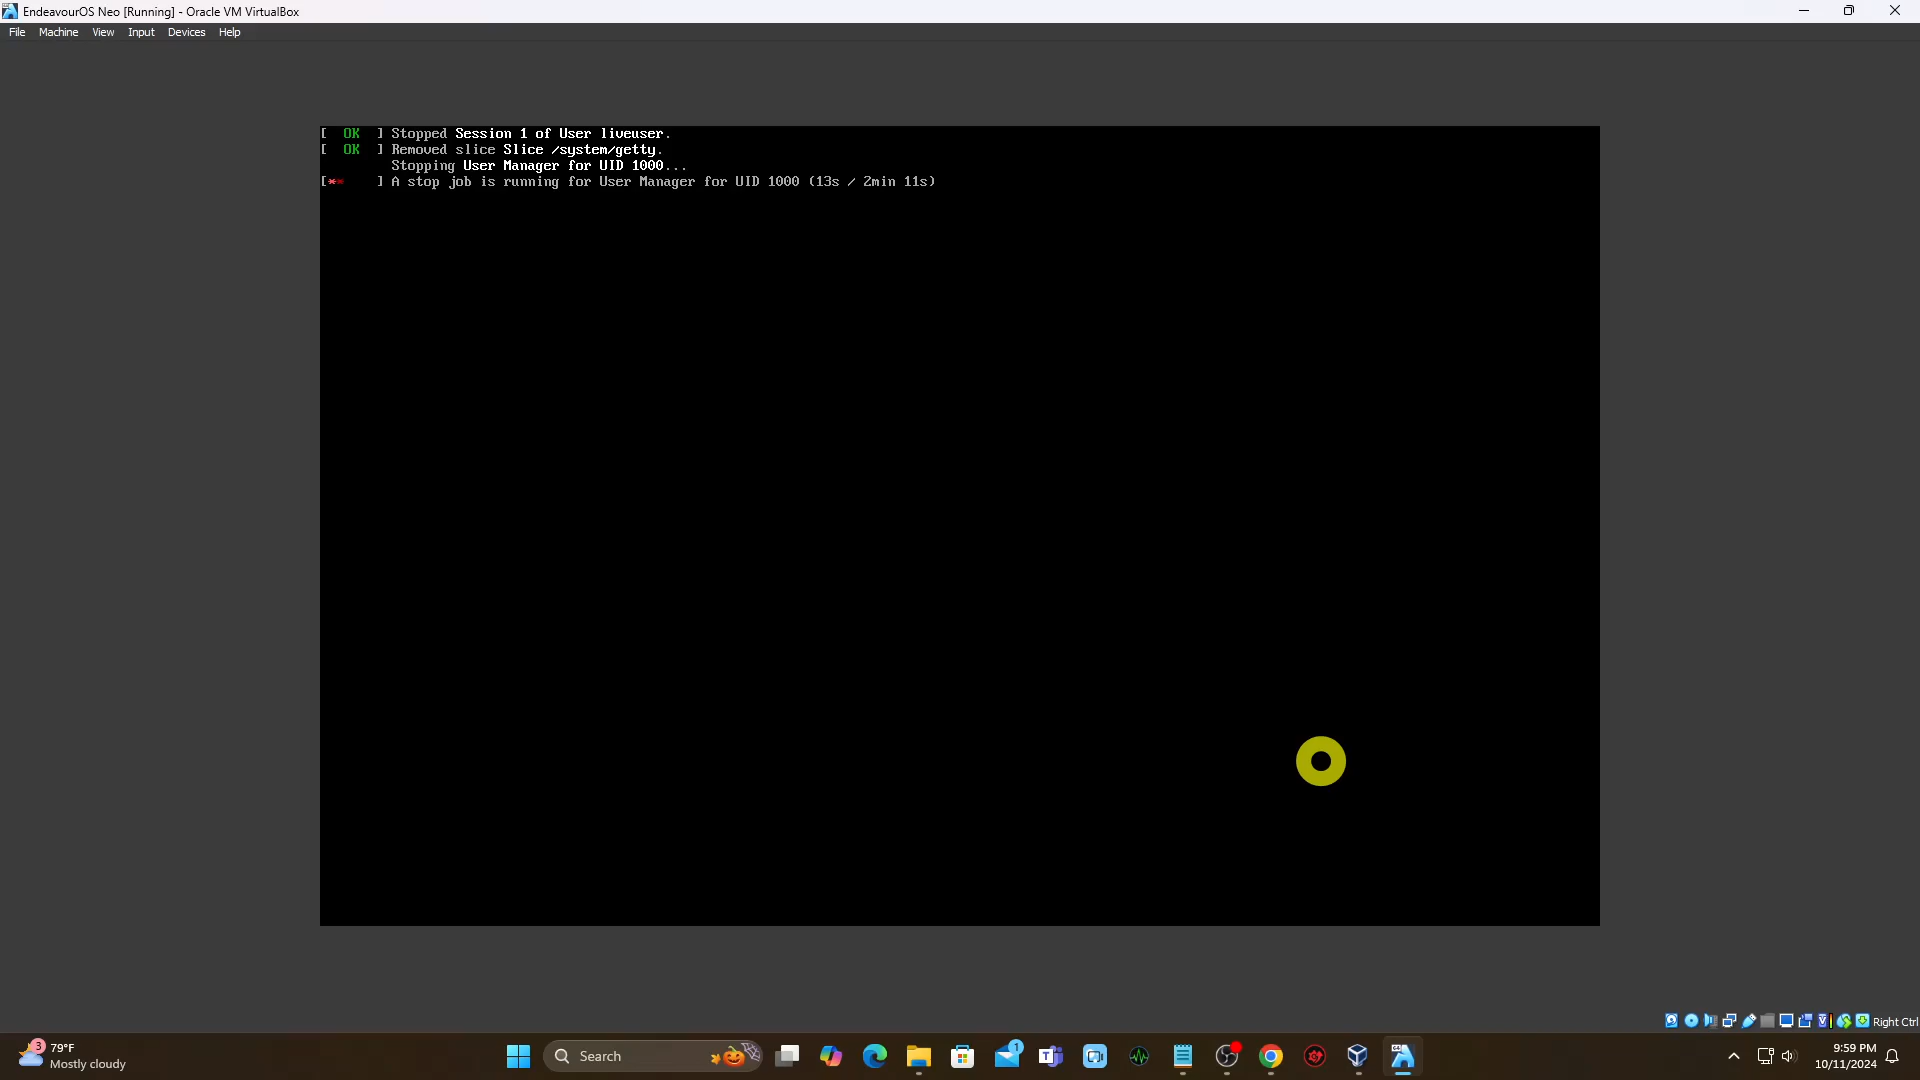 EndeavourOS Neo [Running] - Oracle VM VirtualBox
File Machine View Input Devices Help
[ OK ] Stopped Session 1 of User liveuser.
[ OK ] Removed slice Slice /system/getty.
Stopping User Manager for UID 1000...
[** ] A stop job is running for User Manager for UID 1000 (13s / 2min 11s)
Right Ctrl
3
79°F
Mostly cloudy
Search
1
9:59 PM
10/11/2024